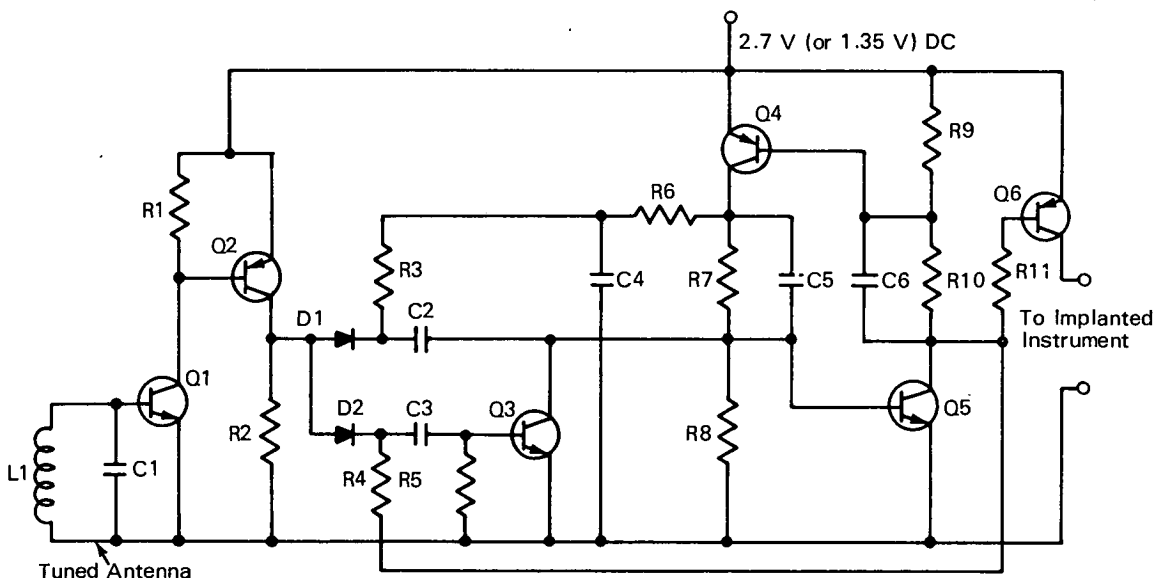 2.7 V (or 1.35 V) DC
Q4
R9
R6
Q6
R1
Q2
R3
C4
R7
C5
C6
R10
R11
D1
C2
To Implanted
Instrument
Q1
D2
C3
Q3
Q5
R2
R8
L1
C1
R4
R5
Tuned Antenna